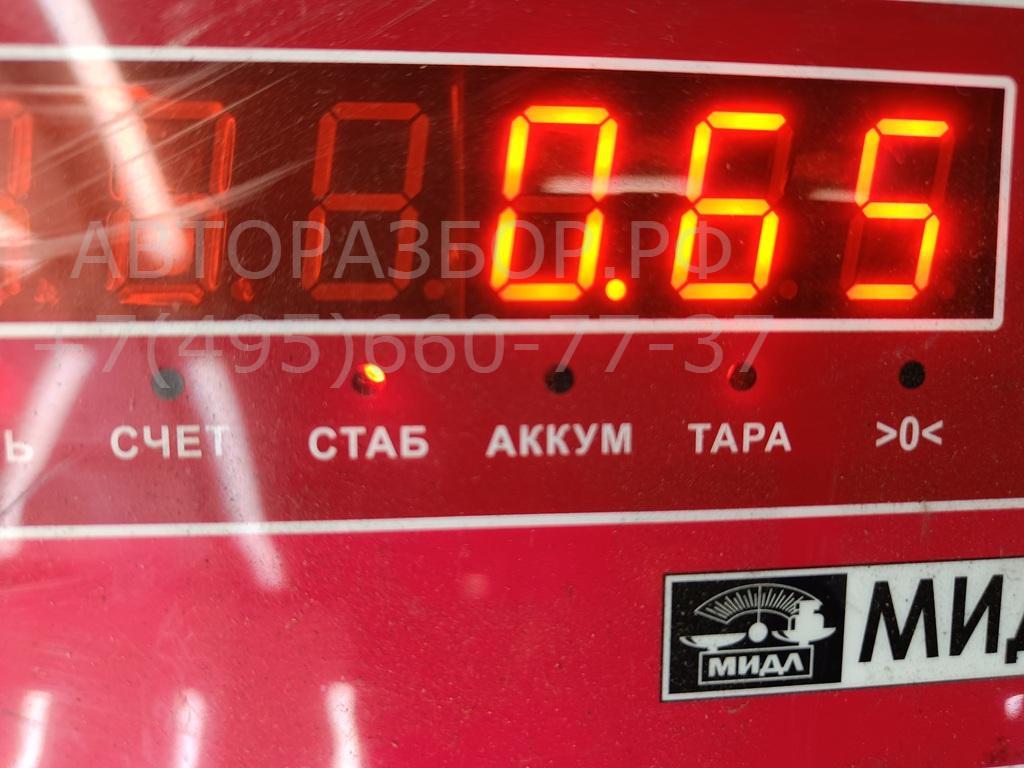 0.65
АВТОРАЗБОР.РФ
+7(495)660-77-37
Ь СЧЕТ СТАБ АККУМ ТАРА >0<
МИДЛ МИД